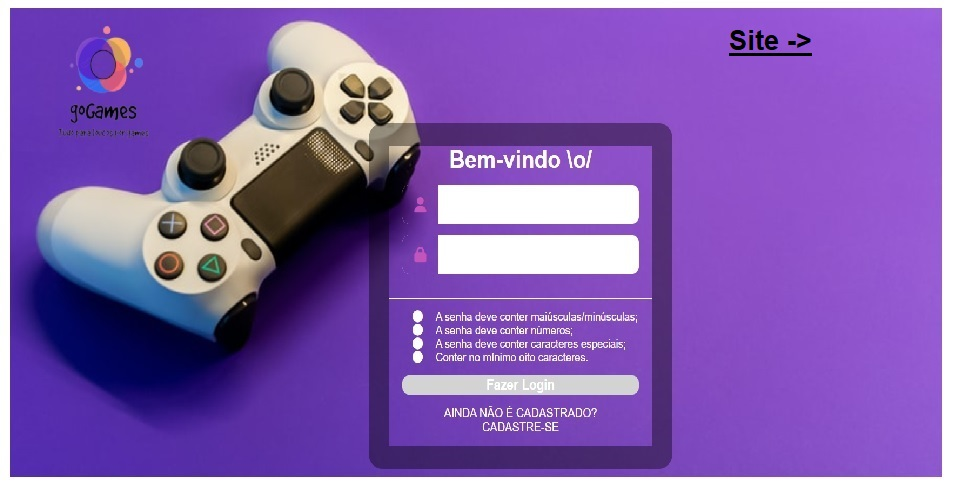 Site ->
goGames
Bem-vindo \o/
A senha deve conter maiúsculas/minúsculas;
A senha deve conter números;
A senha deve conter caracteres especiais;
Conter no mínimo oito caracteres.
Fazer Login
AINDA NÃO É CADASTRADO?
CADASTRE-SE